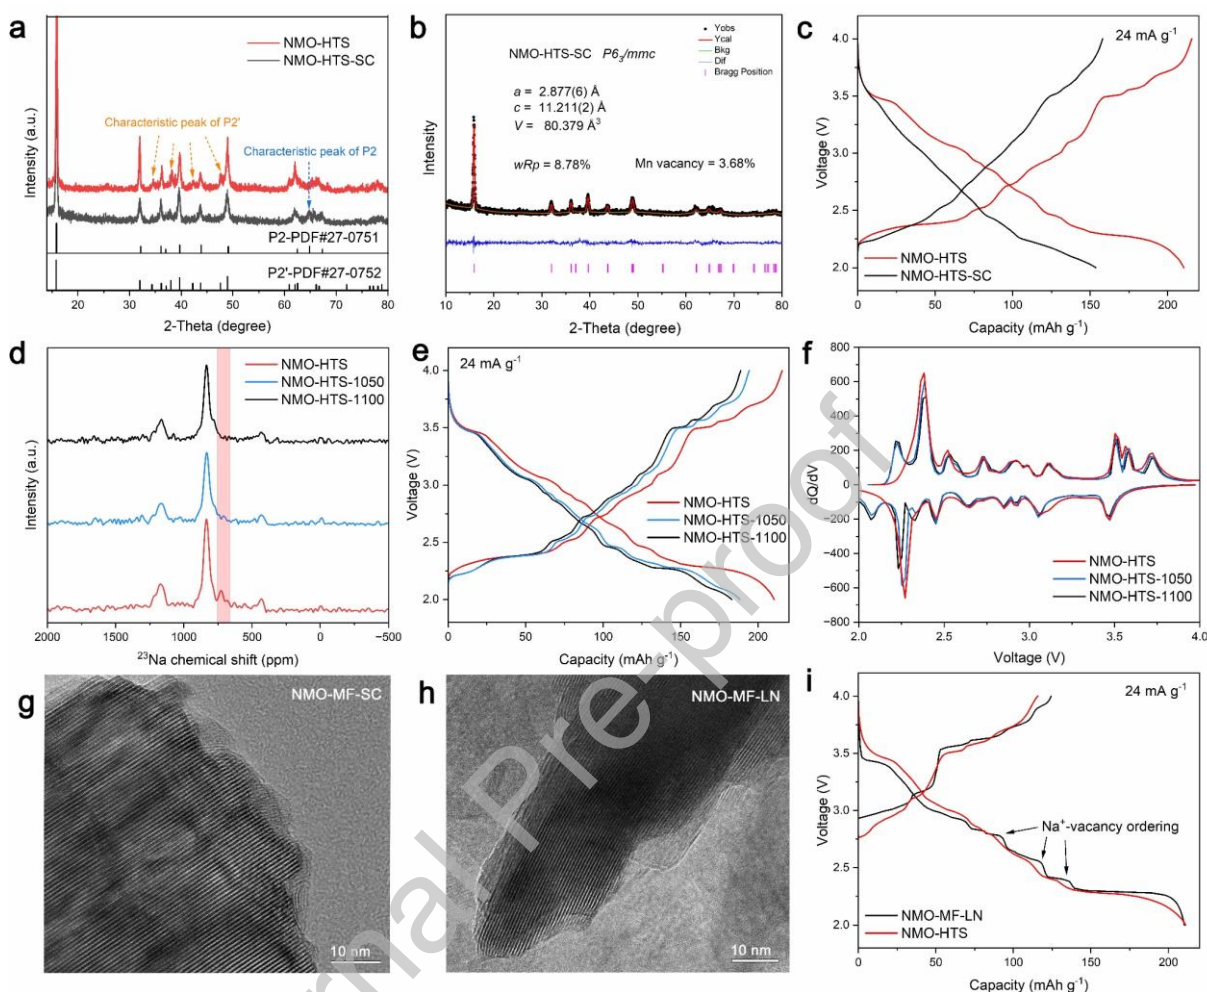 a
Intensity (a.u.)
NMO-HTS
NMO-HTS-SC
Characteristic peak of P2'
Characteristic peak of P2
P2-PDF#27-0751
P2'-PDF#27-0752
20 30 40 50 60 70 80
2-Theta (degree)
b
Intensity
NMO-HTS-SC P6₃/mmc
a = 2.877(6) Å
c = 11.211(2) Å
V = 80.379 Å³
wRp = 8.78%
Mn vacancy = 3.68%
Yobs
Ycal
Bkg
Dif
Bragg Position
10 20 30 40 50 60 70 80
2-Theta (degree)
c
24 mA g⁻¹
Voltage (V)
4.0
3.5
3.0
2.5
2.0
NMO-HTS
NMO-HTS-SC
0 50 100 150 200
Capacity (mAh g⁻¹)
d
Intensity (a.u.)
NMO-HTS
NMO-HTS-1050
NMO-HTS-1100
2000 1500 1000 500 0 −500
²³Na chemical shift (ppm)
e
24 mA g⁻¹
Voltage (V)
4.0
3.5
3.0
2.5
2.0
NMO-HTS
NMO-HTS-1050
NMO-HTS-1100
0 50 100 150 200
Capacity (mAh g⁻¹)
f
dQ/dV
800
600
400
200
0
−200
−400
−600
−800
NMO-HTS
NMO-HTS-1050
NMO-HTS-1100
2.0 2.5 3.0 3.5 4.0
Voltage (V)
g
NMO-MF-SC
10 nm
h
NMO-MF-LN
10 nm
i
24 mA g⁻¹
Voltage (V)
4.0
3.5
3.0
2.5
2.0
Na⁺-vacancy ordering
NMO-MF-LN
NMO-HTS
0 50 100 150 200
Capacity (mAh g⁻¹)
rnal Pre-proof